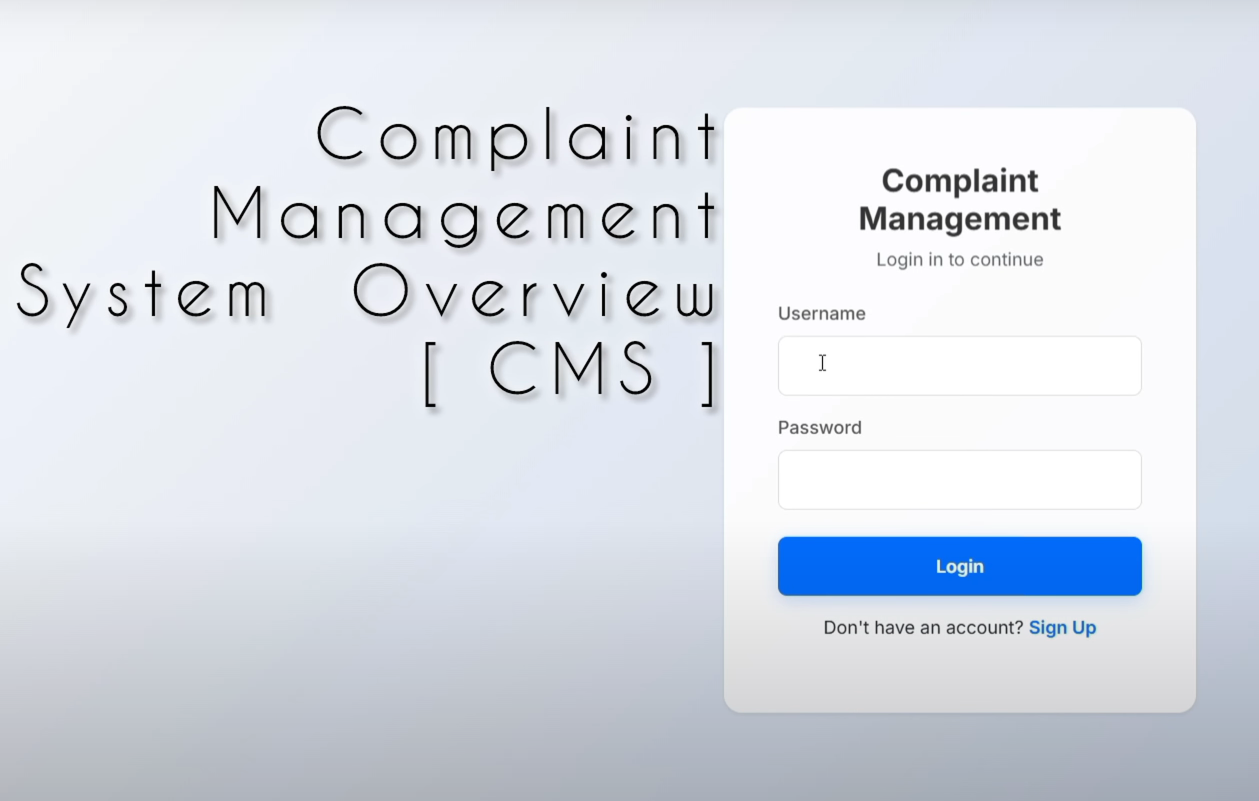 Complaint
Management
System Overview
[ CMS ]
Complaint
Management
Login in to continue
Username
Password
Login
Don't have an account? Sign Up